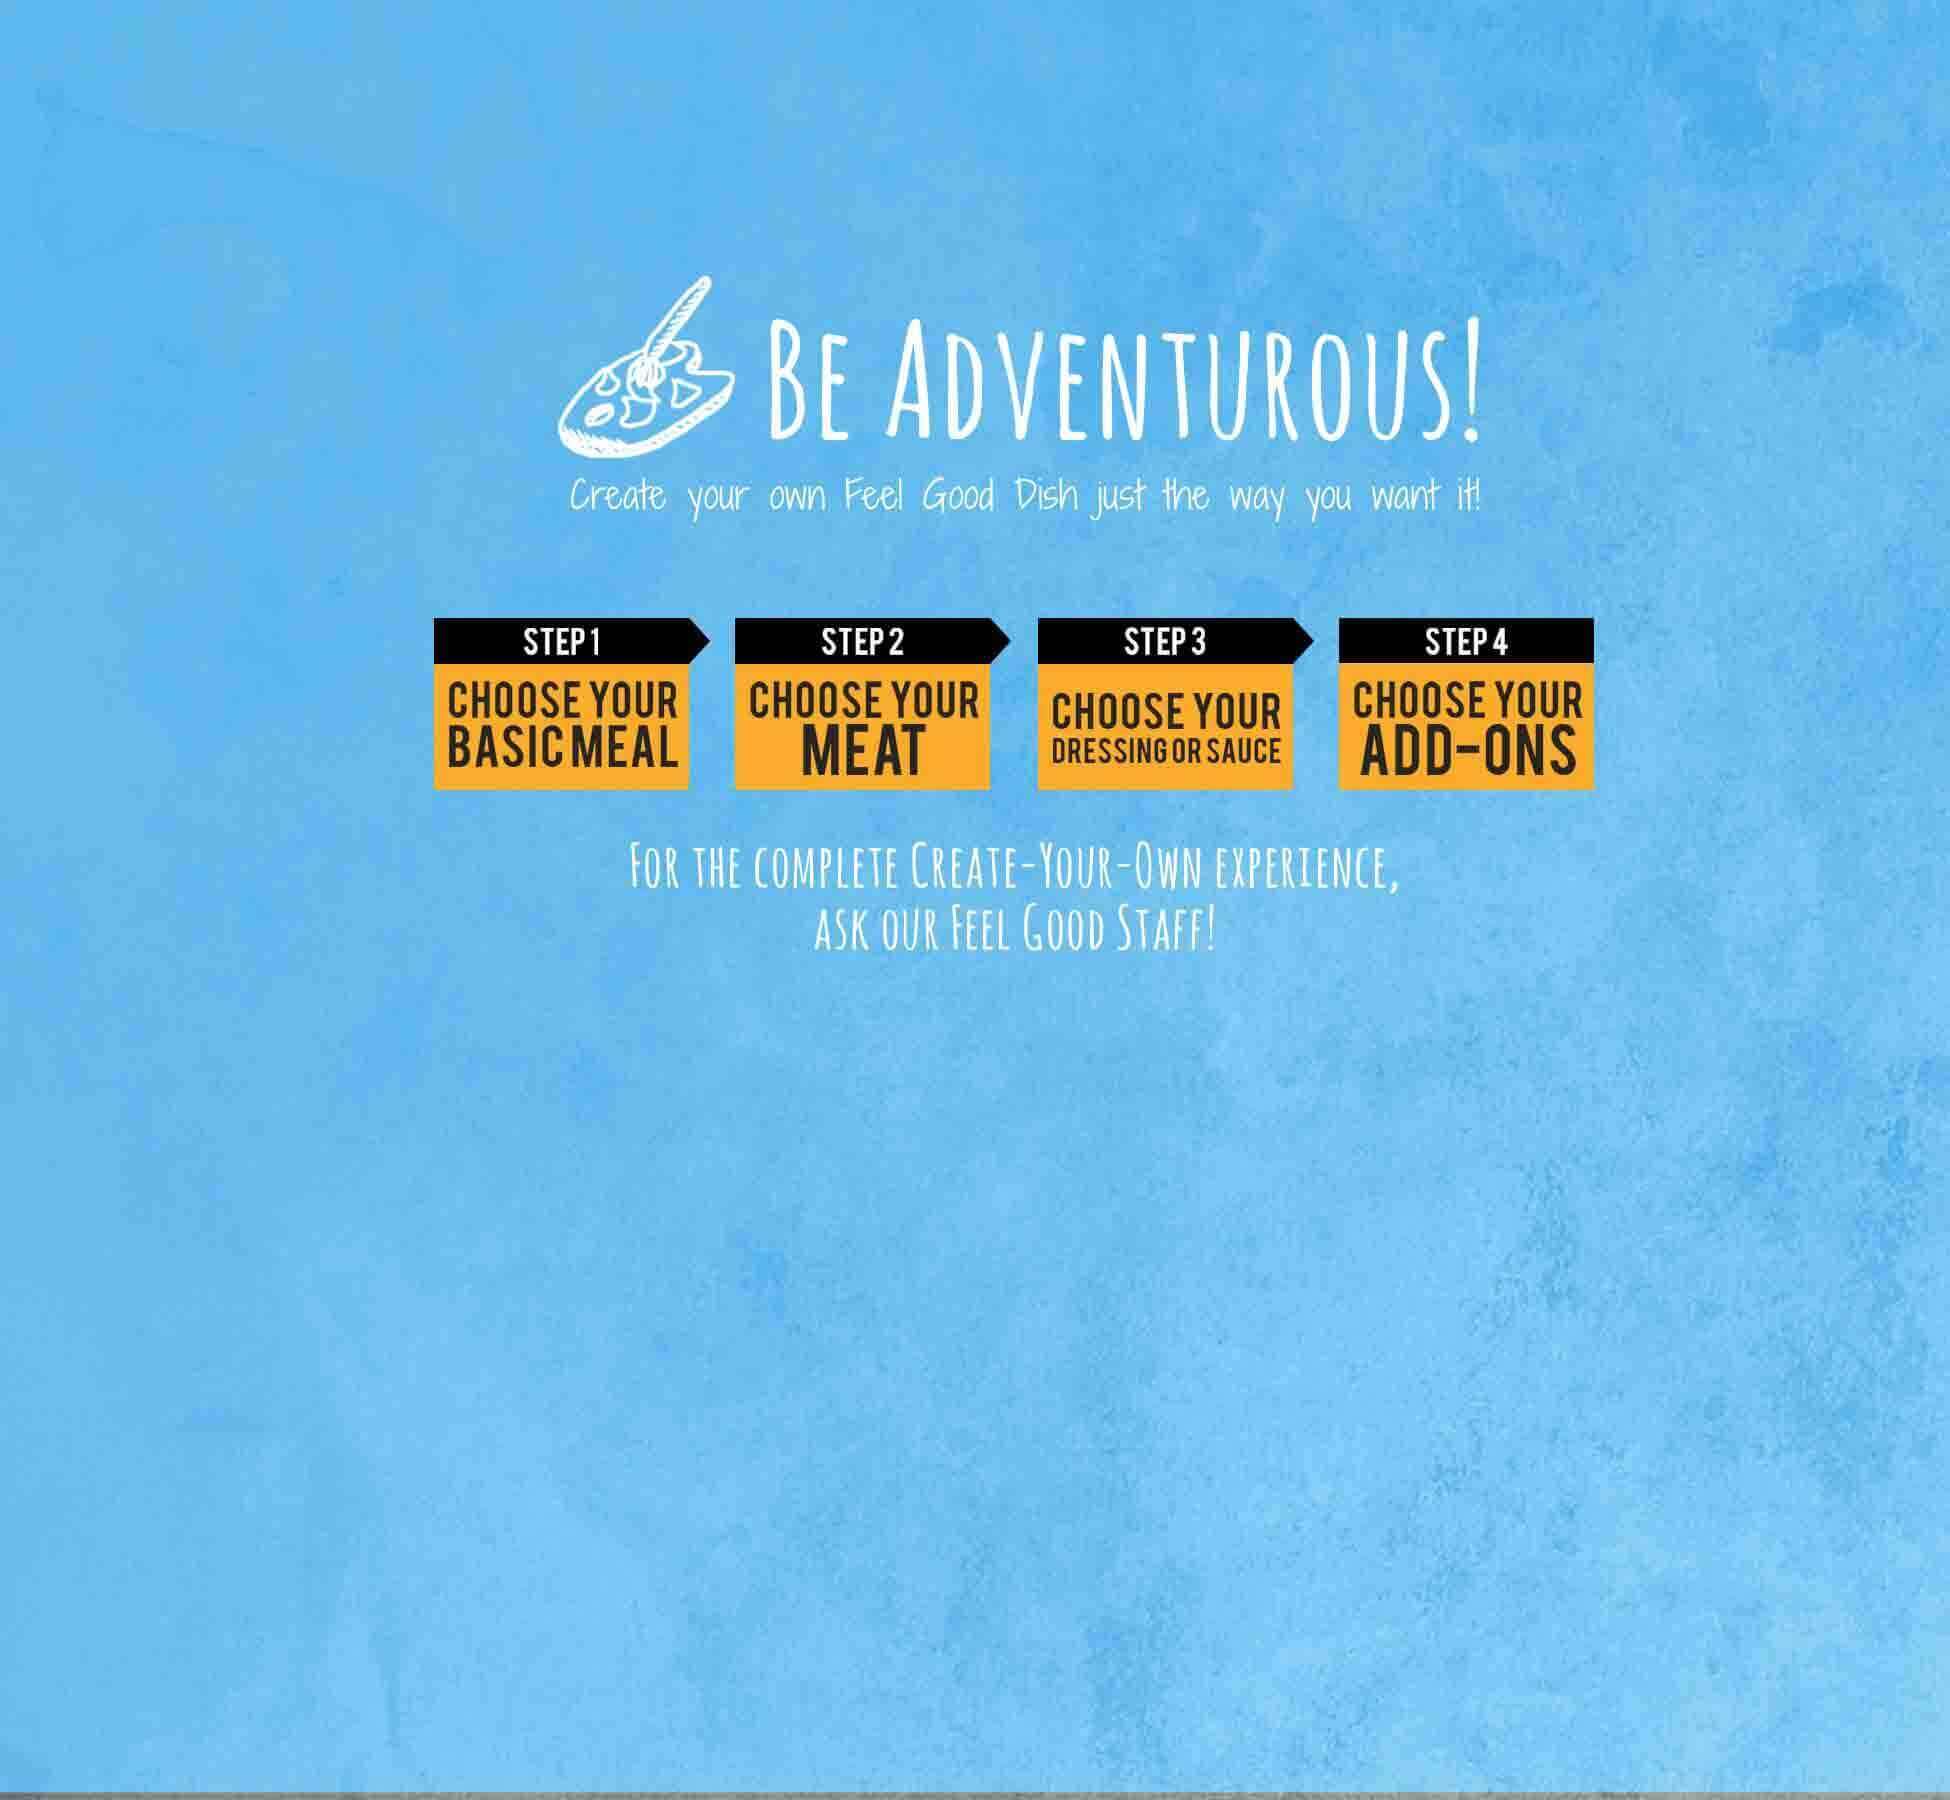 BE ADVENTUROUS!
Create your own Feel Good Dish just the way you want it!
STEP 1
CHOOSE YOUR
BASIC MEAL
STEP 2
CHOOSE YOUR
MEAT
STEP 3
CHOOSE YOUR
DRESSING OR SAUCE
STEP 4
CHOOSE YOUR
ADD-ONS
FOR THE COMPLETE CREATE-YOUR-OWN EXPERIENCE,
ASK OUR FEEL GOOD STAFF!